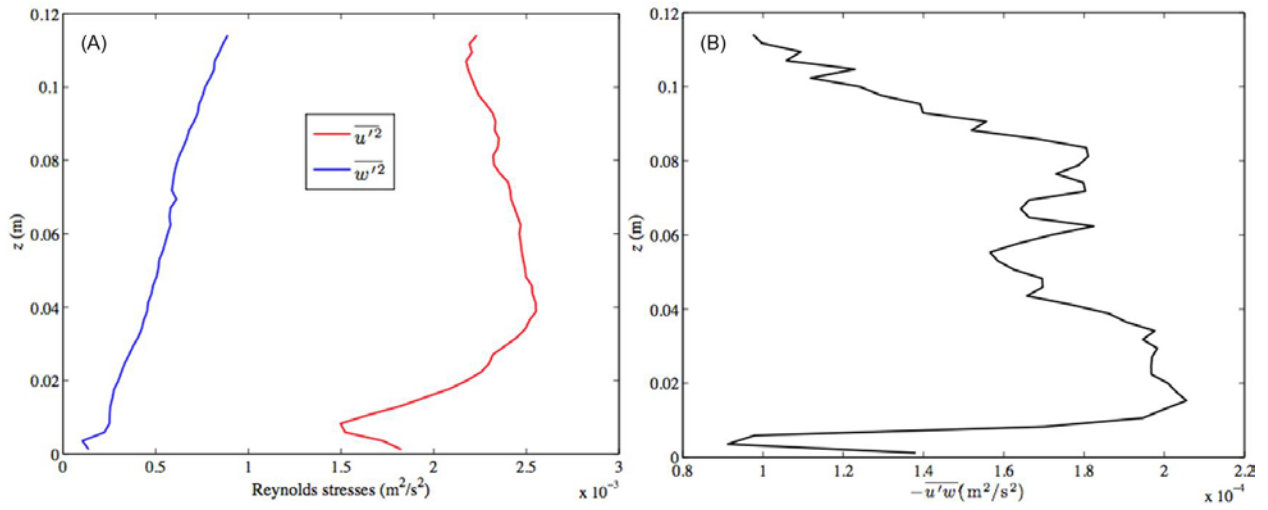 (A)
0.12
0.1
0.08
0.06
0.04
0.02
0
z (m)
u′²
w′²
0 0.5 1 1.5 2 2.5 3
Reynolds stresses (m²/s²)
x 10⁻³
(B)
0.12
0.1
0.08
0.06
0.04
0.02
0
z (m)
0.8 1 1.2 1.4 1.6 1.8 2 2.2
−u′w′(m²/s²)
x 10⁻⁴